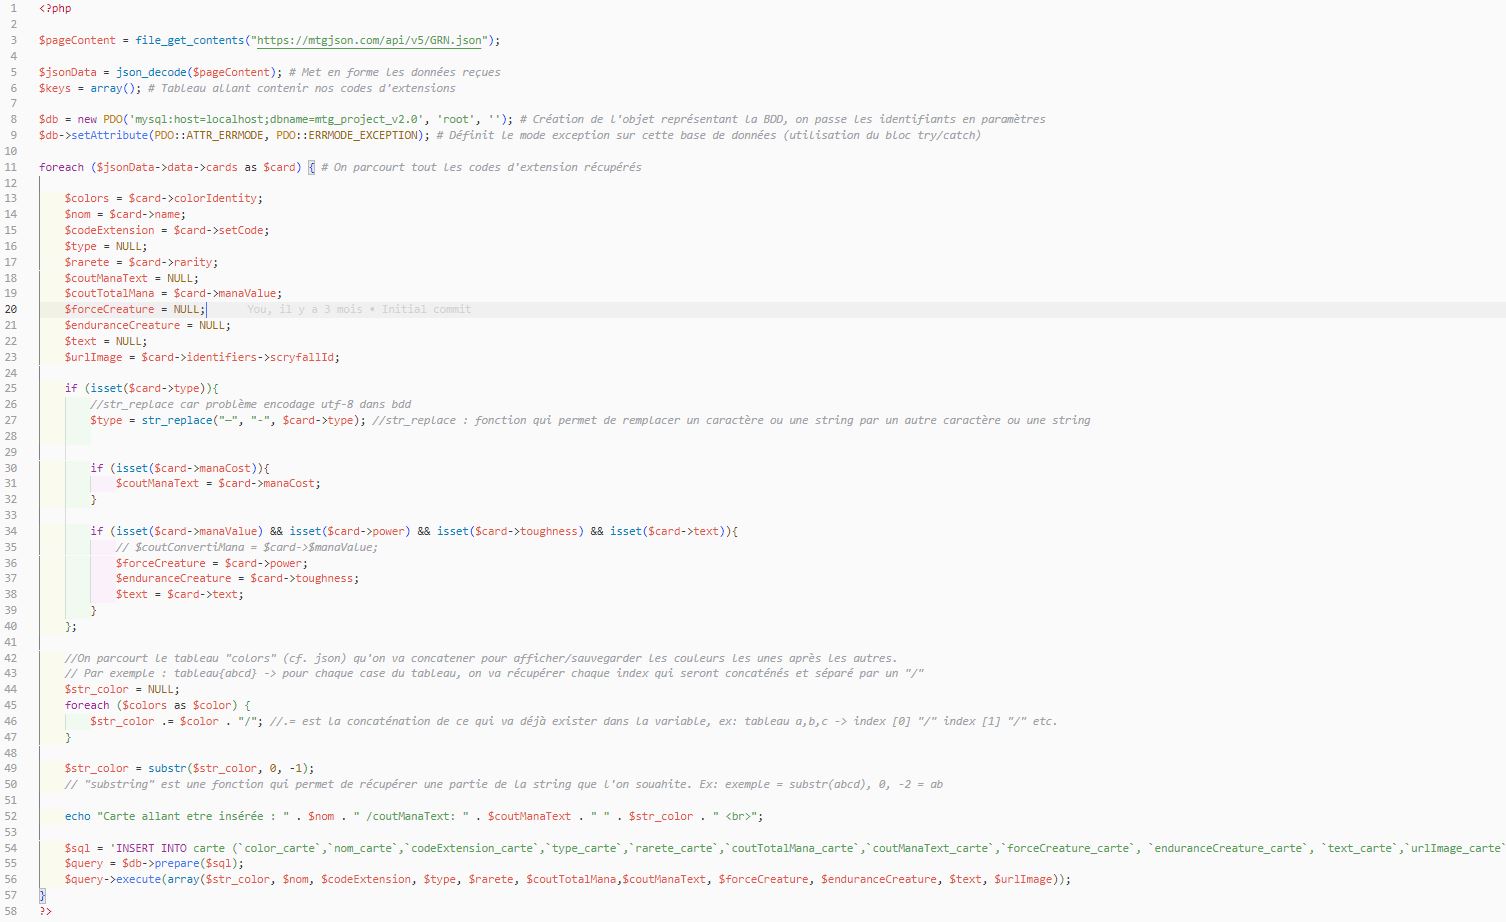 1 <?php
2
3 $pageContent = file_get_contents("https://mtgjson.com/api/v5/GRN.json");
4
5 $jsonData = json_decode($pageContent); # Met en forme les données reçues
6 $keys = array(); # Tableau allant contenir nos codes d'extensions
7
8 $db = new PDO('mysql:host=localhost;dbname=mtg_project_v2.0', 'root', ''); # Création de l'objet représentant la BDD, on passe les identifiants en paramètres
9 $db->setAttribute(PDO::ATTR_ERRMODE, PDO::ERRMODE_EXCEPTION); # Définit le mode exception sur cette base de données (utilisation du bloc try/catch)
10
11 foreach ($jsonData->data->cards as $card) { # On parcourt tout les codes d'extension récupérés
12
13 $colors = $card->colorIdentity;
14 $nom = $card->name;
15 $codeExtension = $card->setCode;
16 $type = NULL;
17 $rarete = $card->rarity;
18 $coutManaText = NULL;
19 $coutTotalMana = $card->manaValue;
20 $forceCreature = NULL; You, il y a 3 mois • Initial commit
21 $enduranceCreature = NULL;
22 $text = NULL;
23 $urlImage = $card->identifiers->scryfallId;
24
25 if (isset($card->type)){
26 //str_replace car problème encodage utf-8 dans bdd
27 $type = str_replace("—", "-", $card->type); //str_replace : fonction qui permet de remplacer un caractère ou une string par un autre caractère ou une string
28
29
30 if (isset($card->manaCost)){
31 $coutManaText = $card->manaCost;
32 }
33
34 if (isset($card->manaValue) && isset($card->power) && isset($card->toughness) && isset($card->text)){
35 // $coutConvertiMana = $card->$manaValue;
36 $forceCreature = $card->power;
37 $enduranceCreature = $card->toughness;
38 $text = $card->text;
39 }
40 };
41
42 //On parcourt le tableau "colors" (cf. json) qu'on va concatener pour afficher/sauvegarder les couleurs les unes après les autres.
43 // Par exemple : tableau{abcd} -> pour chaque case du tableau, on va récupérer chaque index qui seront concaténés et séparé par un "/"
44 $str_color = NULL;
45 foreach ($colors as $color) {
46 $str_color .= $color . "/"; //.= est la concaténation de ce qui va déjà exister dans la variable, ex: tableau a,b,c -> index [0] "/" index [1] "/" etc.
47 }
48
49 $str_color = substr($str_color, 0, -1);
50 // "substring" est une fonction qui permet de récupérer une partie de la string que l'on souahite. Ex: exemple = substr(abcd), 0, -2 = ab
51
52 echo "Carte allant etre insérée : " . $nom . " /coutManaText: " . $coutManaText . " " . $str_color . " <br>";
53
54 $sql = 'INSERT INTO carte (`color_carte`,`nom_carte`,`codeExtension_carte`,`type_carte`,`rarete_carte`,`coutTotalMana_carte`,`coutManaText_carte`,`forceCreature_carte`, `enduranceCreature_carte`, `text_carte`,`urlImage_carte`
55 $query = $db->prepare($sql);
56 $query->execute(array($str_color, $nom, $codeExtension, $type, $rarete, $coutTotalMana,$coutManaText, $forceCreature, $enduranceCreature, $text, $urlImage));
57 }
58 ?>